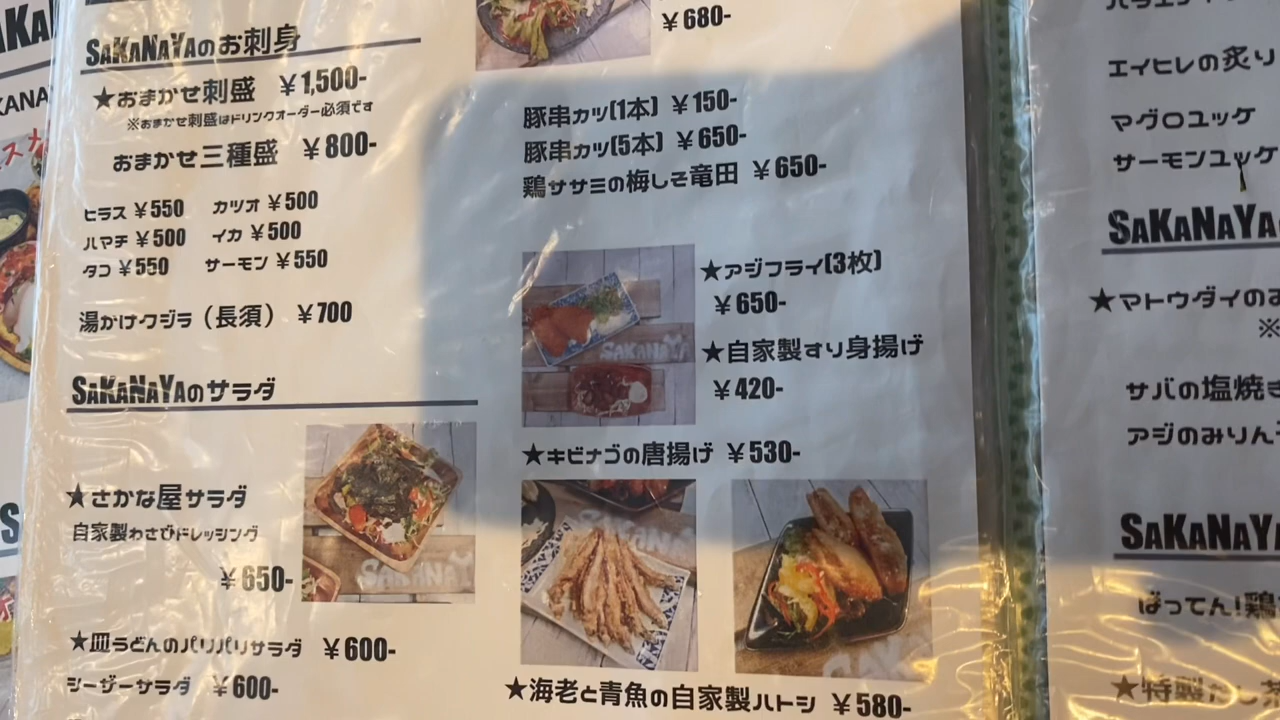 SAKANAYAのお刺身
★おまかせ刺盛 ￥1,500-
※おまかせ刺盛はドリンクオーダー必須です
おまかせ三種盛 ￥800-
ヒラス ￥550 カツオ ￥500
ハマチ ￥500 イカ ￥500
タコ ￥550 サーモン ￥550
湯かけクジラ（長須） ￥700
SAKANAYAのサラダ
★さかな屋サラダ
自家製わさびドレッシング
￥650-
★皿うどんのパリパリサラダ ￥600-
シーザーサラダ ￥600-
￥680-
豚串カツ(1本) ￥150-
豚串カツ(5本) ￥650-
鶏ササミの梅しそ竜田 ￥650-
★アジフライ(3枚)
￥650-
★自家製すり身揚げ
￥420-
★キビナゴの唐揚げ ￥530-
★海老と青魚の自家製ハトシ ￥580-
エイヒレの炙り
マグロユッケ
サーモンユッケ
SAKANAYA
★マトウダイのみ
※
サバの塩焼き
アジのみりん
SAKANAYA
ばってん!鶏
★特製だし茶